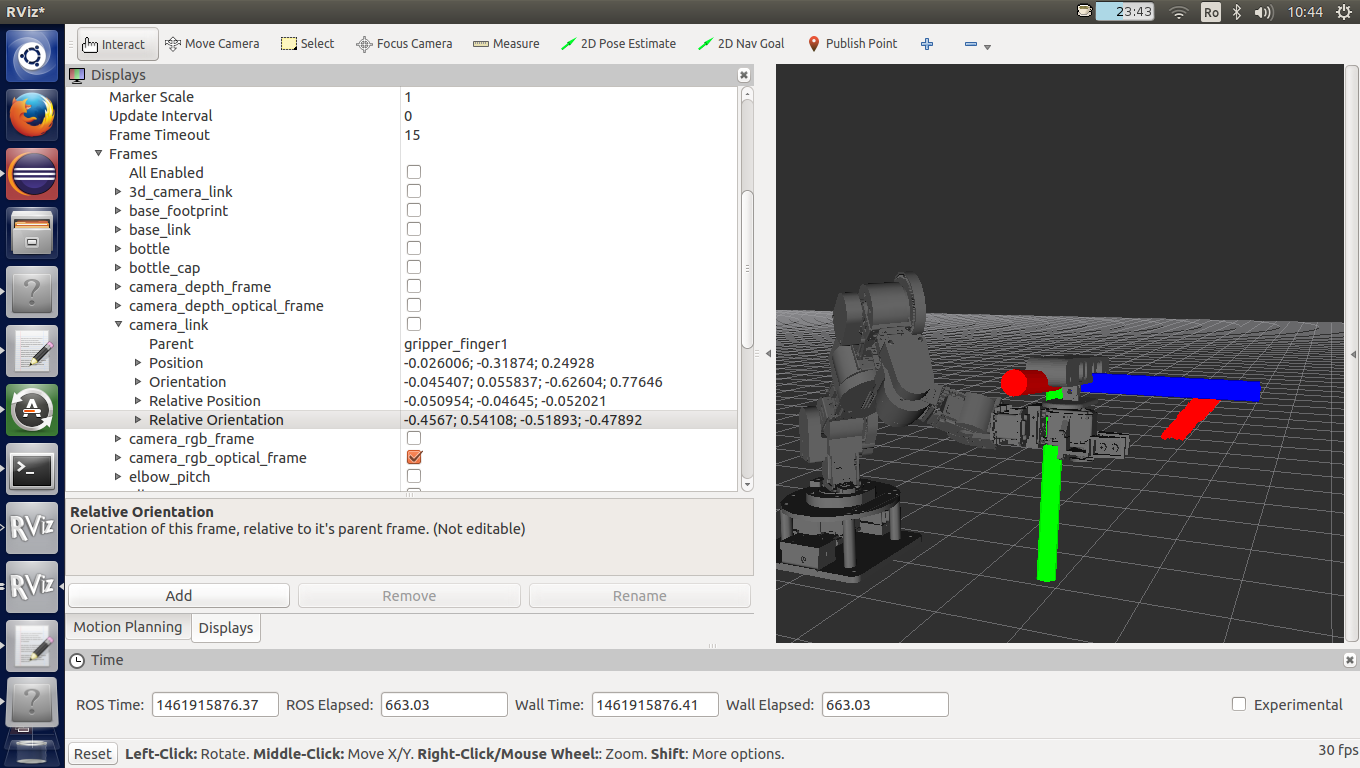 RViz*
23:43
Ro
10:44
Interact
Move Camera
Select
Focus Camera
Measure
2D Pose Estimate
2D Nav Goal
Publish Point
Displays
Marker Scale 1
Update Interval 0
Frame Timeout 15
Frames
All Enabled
3d_camera_link
base_footprint
base_link
bottle
bottle_cap
camera_depth_frame
camera_depth_optical_frame
camera_link
Parent gripper_finger1
Position -0.026006; -0.31874; 0.24928
Orientation -0.045407; 0.055837; -0.62604; 0.77646
Relative Position -0.050954; -0.04645; -0.052021
Relative Orientation -0.4567; 0.54108; -0.51893; -0.47892
camera_rgb_frame
camera_rgb_optical_frame
elbow_pitch
Relative Orientation
Orientation of this frame, relative to it's parent frame. (Not editable)
Add
Remove
Rename
Motion Planning
Displays
RViz
RViz
Time
ROS Time: 1461915876.37 ROS Elapsed: 663.03 Wall Time: 1461915876.41 Wall Elapsed: 663.03 Experimental
Reset Left-Click: Rotate. Middle-Click: Move X/Y. Right-Click/Mouse Wheel:: Zoom. Shift: More options. 30 fps